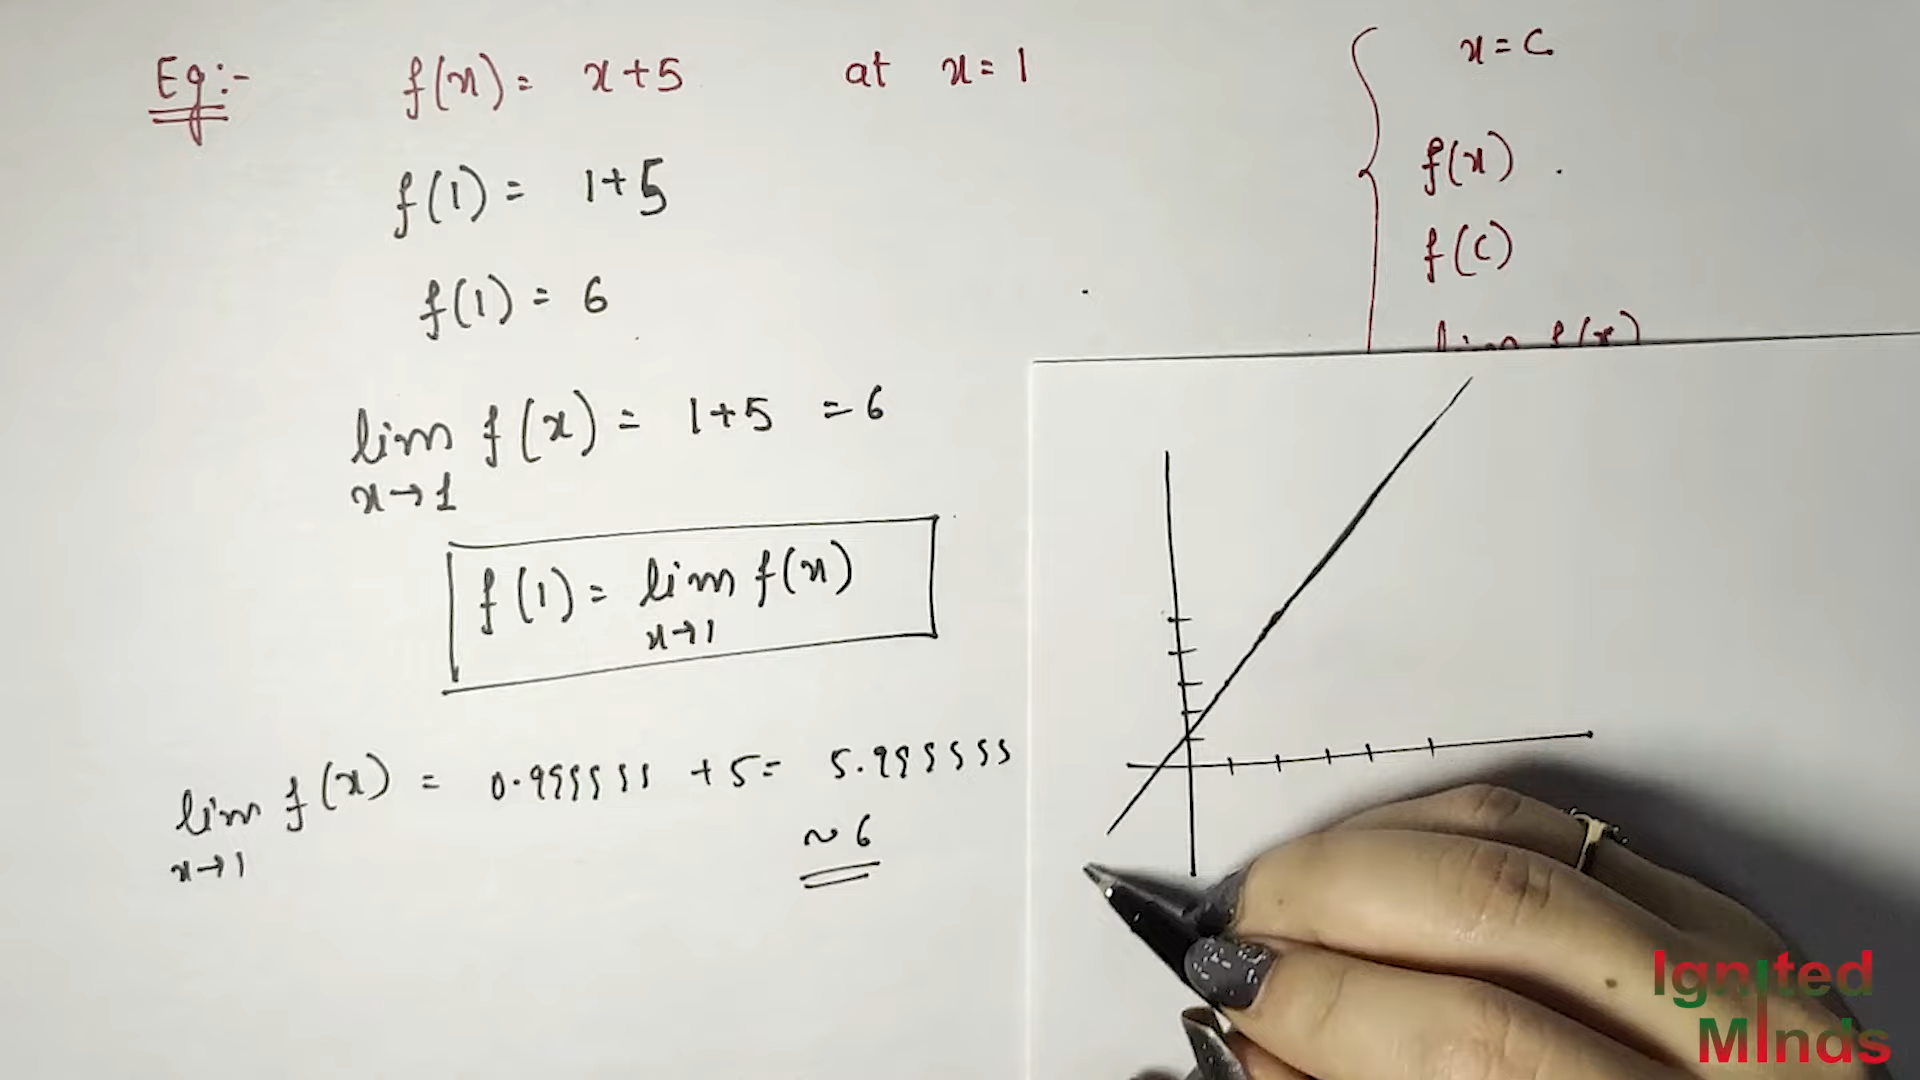 Eg:- f(x) = x+5 at x=1
f(1) = 1+5
f(1) = 6
lim f(x) = 1+5 = 6
x→1
f(1) = lim f(x)
x→1
lim f(x) = 0.999999 + 5 = 5.999999
x→1
~ 6
x=c
f(x)
f(c)
lim f(x)
Ignited
Minds